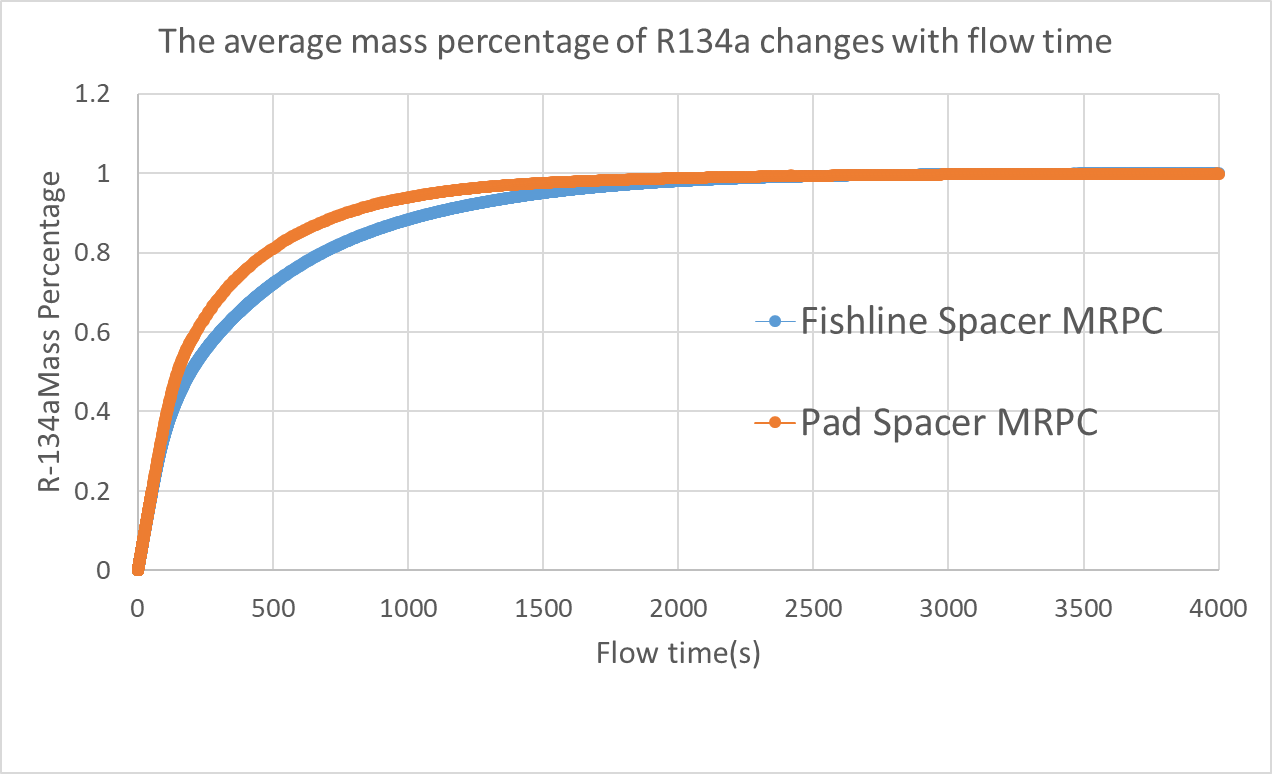 The average mass percentage of R134a changes with flow time
1.2
1
0.8
0.6
0.4
0.2
0
R-134aMass Percentage
Fishline Spacer MRPC
Pad Spacer MRPC
0 500 1000 1500 2000 2500 3000 3500 4000
Flow time(s)